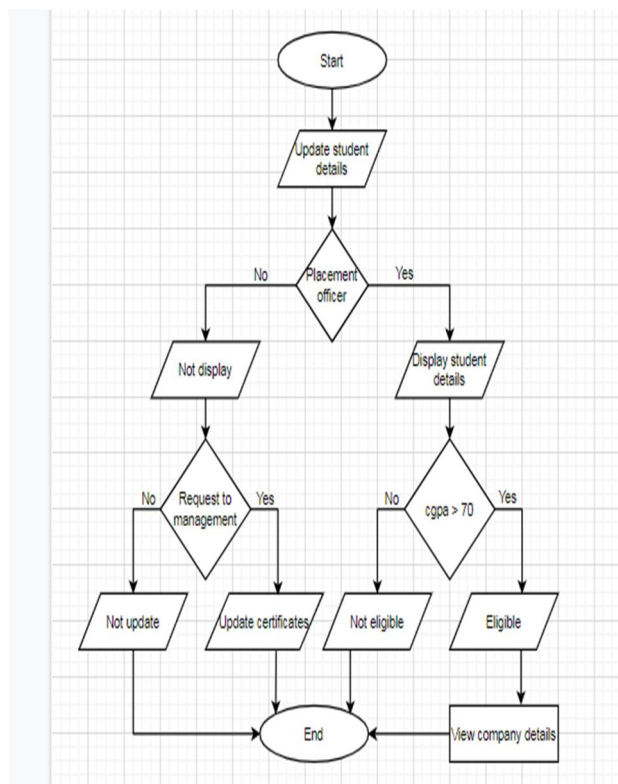 Start
Update student
details
Placement
officer
No
Yes
Not display
Display student
details
No
Request to
management
Yes
No
cgpa > 70
Yes
Not update
Update certificates
Not eligible
Eligible
End
View company details